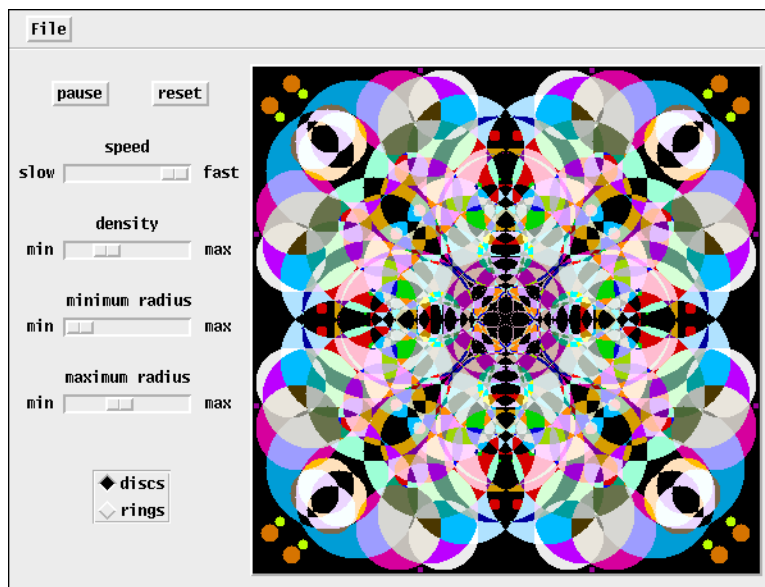 File
pause reset
speed
slow fast
density
min max
minimum radius
min max
maximum radius
min max
discs
rings